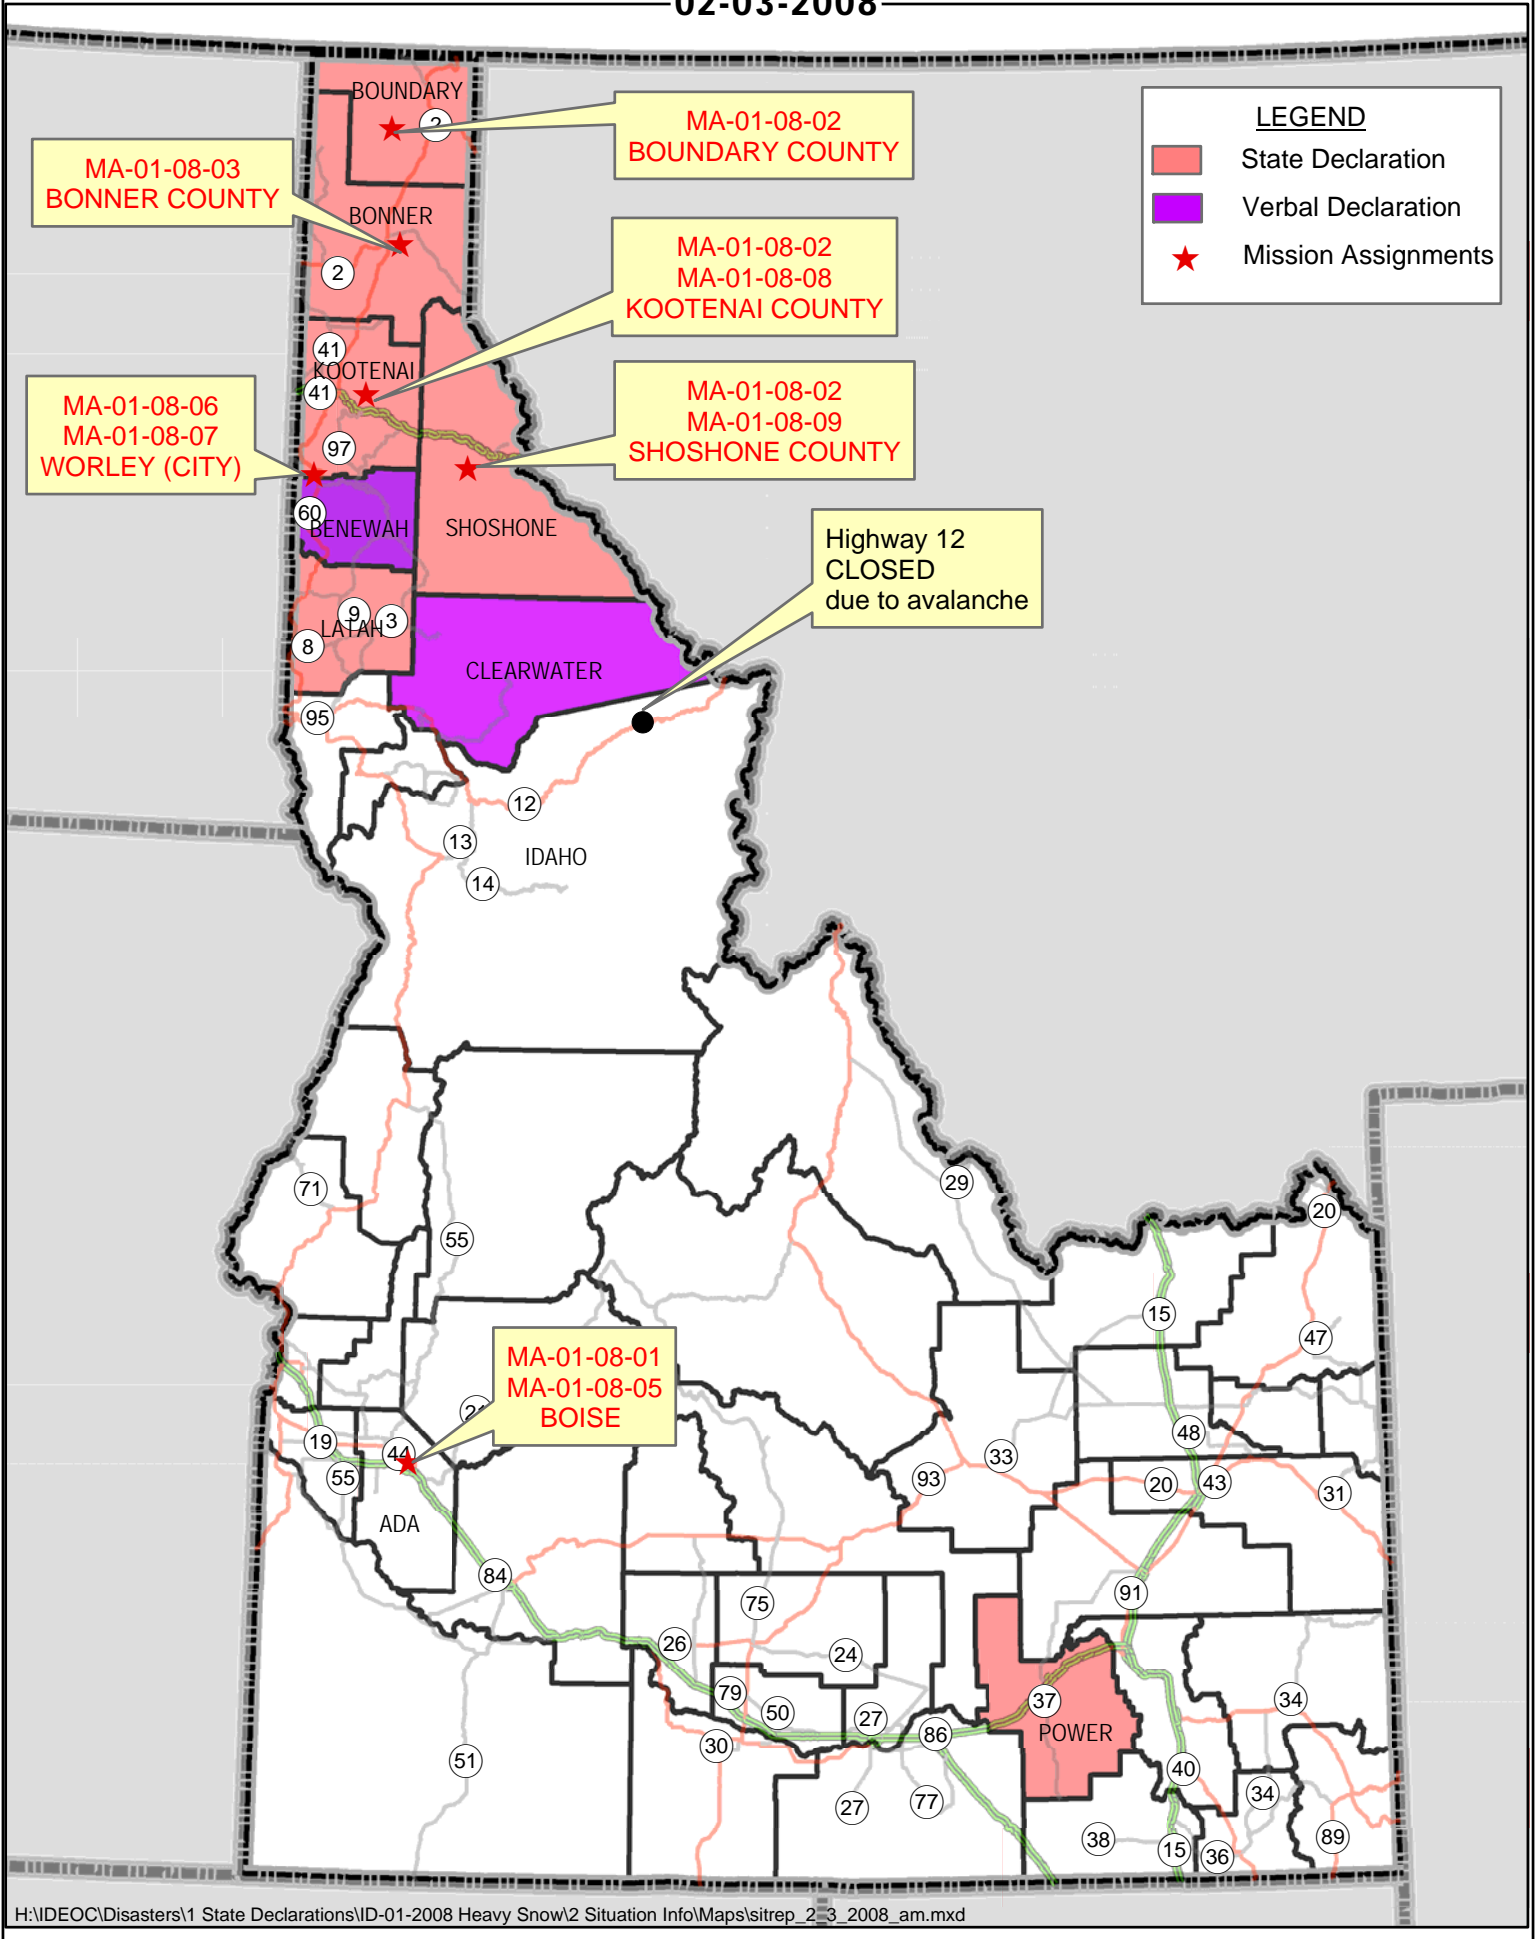 02-03-2008
LEGEND
State Declaration
Verbal Declaration
Mission Assignments
BOUNDARY
2
MA-01-08-02
BOUNDARY COUNTY
MA-01-08-03
BONNER COUNTY
BONNER
2
MA-01-08-02
MA-01-08-08
KOOTENAI COUNTY
41
KOOTENAI
41
MA-01-08-02
MA-01-08-09
SHOSHONE COUNTY
MA-01-08-06
MA-01-08-07
WORLEY (CITY)
97
60
BENEWAH
SHOSHONE
Highway 12
CLOSED
due to avalanche
9
3
LATAH
8
CLEARWATER
95
12
13
IDAHO
14
71
29
20
55
15
47
MA-01-08-01
MA-01-08-05
BOISE
21
19
44
48
33
55
93
20
43
31
ADA
84
91
75
26
24
79
37
34
50
27
POWER
86
30
51
40
34
27
77
38
15
36
89
H:\IDEOC\Disasters\1 State Declarations\ID-01-2008 Heavy Snow\2 Situation Info\Maps\sitrep_2_3_2008_am.mxd